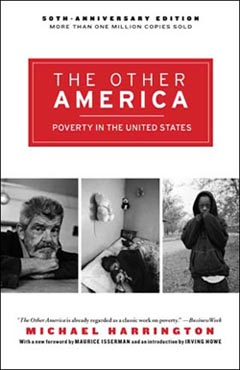 50TH-ANNIVERSARY EDITION
MORE THAN ONE MILLION COPIES SOLD
THE OTHER
AMERICA
POVERTY IN THE UNITED STATES
"The Other America is already regarded as a classic work on poverty." —BusinessWeek
MICHAEL HARRINGTON
With a new foreword by MAURICE ISSERMAN and an introduction by IRVING HOWE